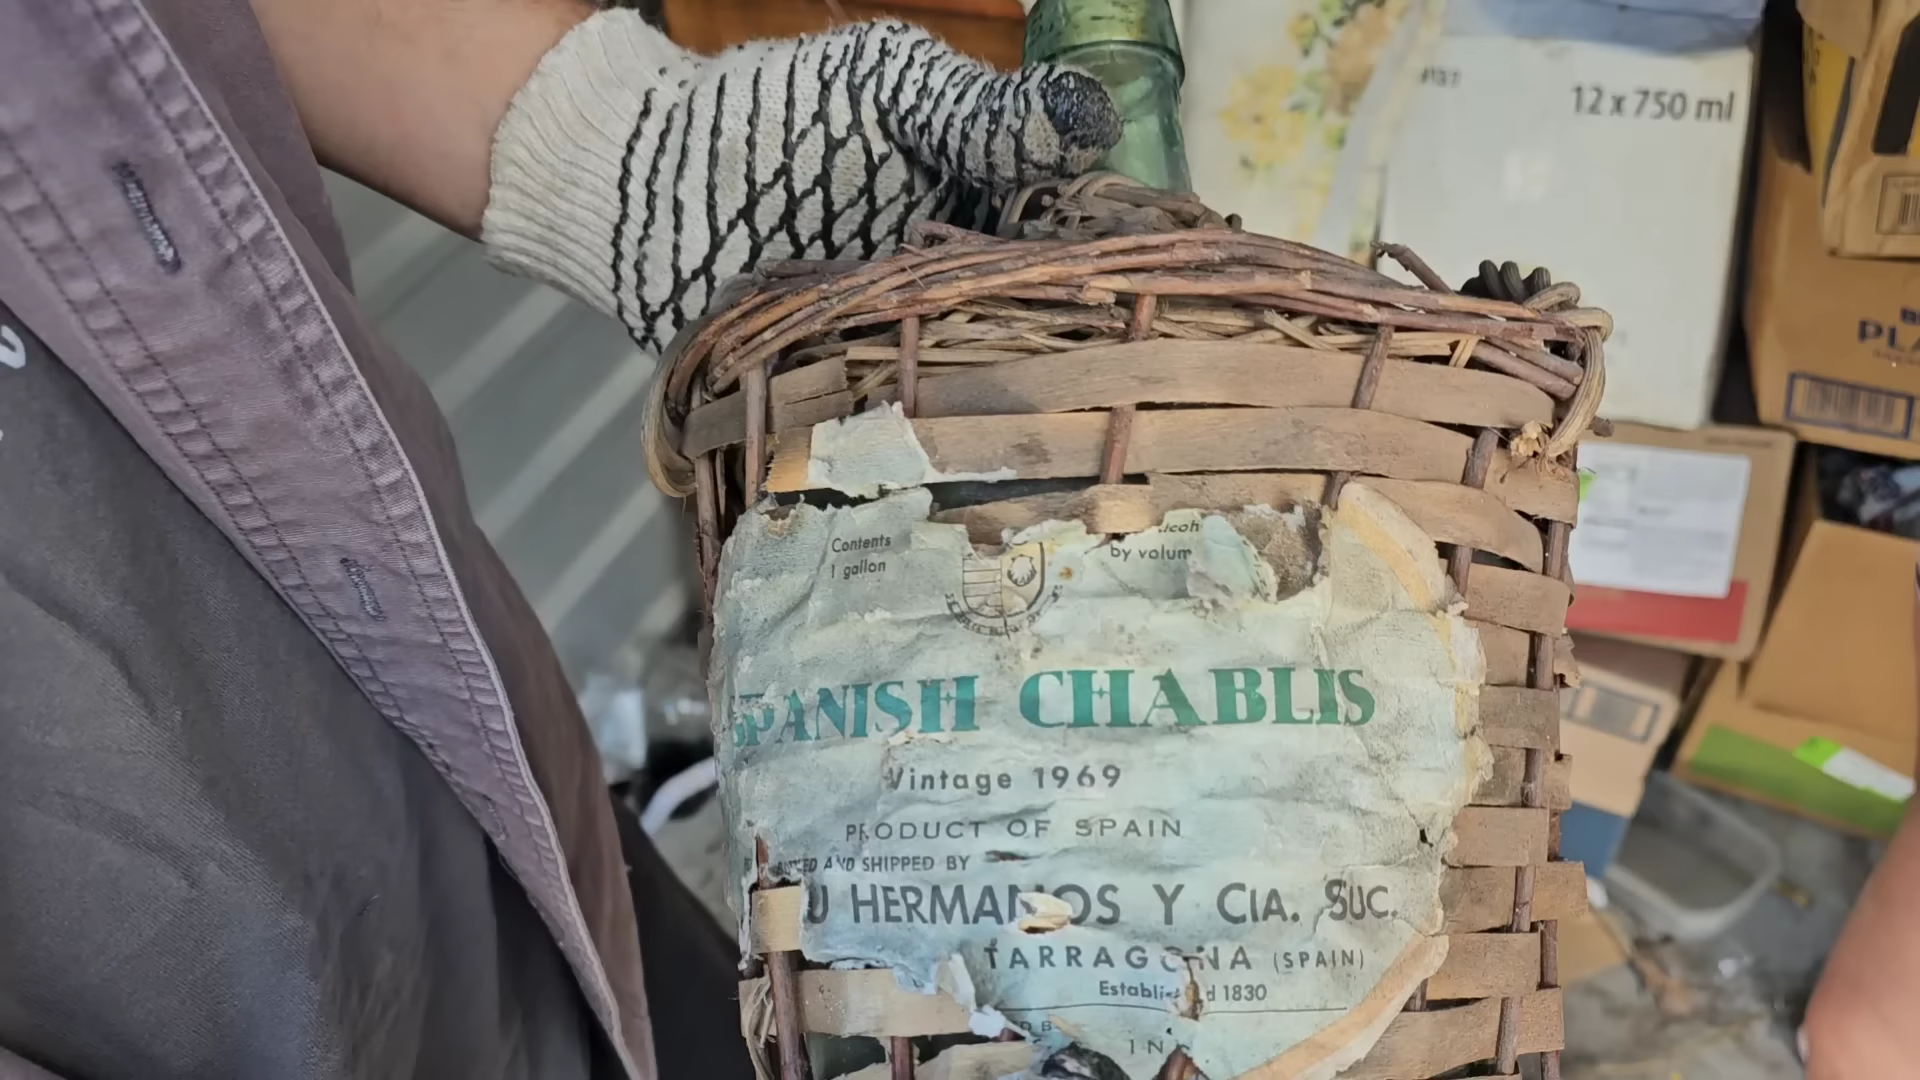 12 x 750 ml
Contents
1 gallon
by volum
SPANISH CHABLIS
Vintage 1969
PRODUCT OF SPAIN
AND SHIPPED BY
U HERMANOS Y CIA. SUC.
TARRAGONA (SPAIN)
Established 1830